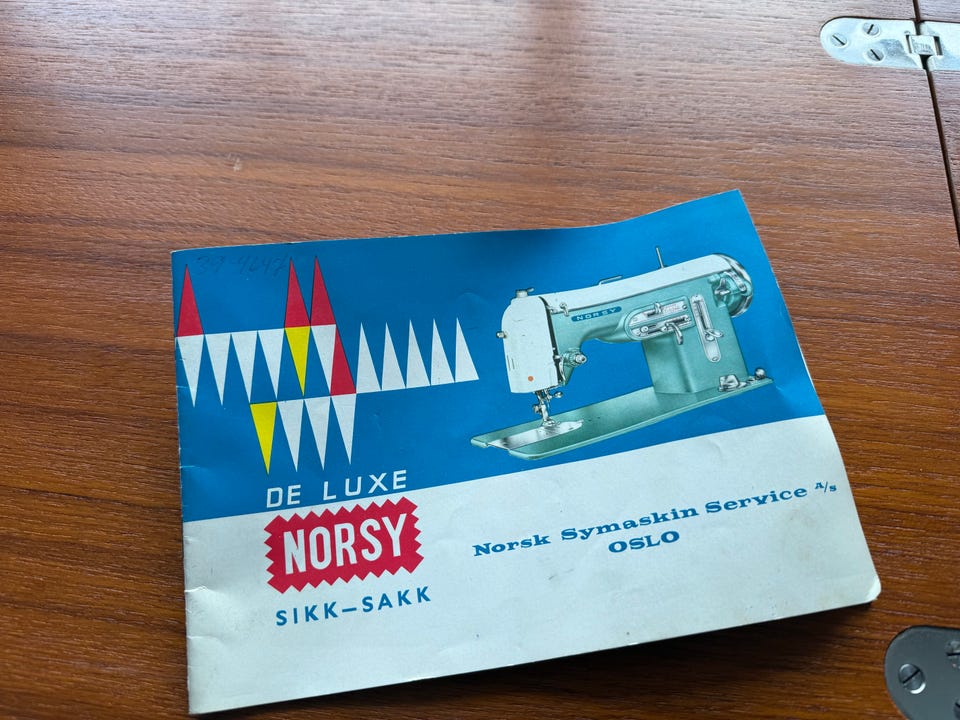 NORSY
DE LUXE
NORSY
SIKK-SAKK
Norsk Symaskin Service A/s
OSLO